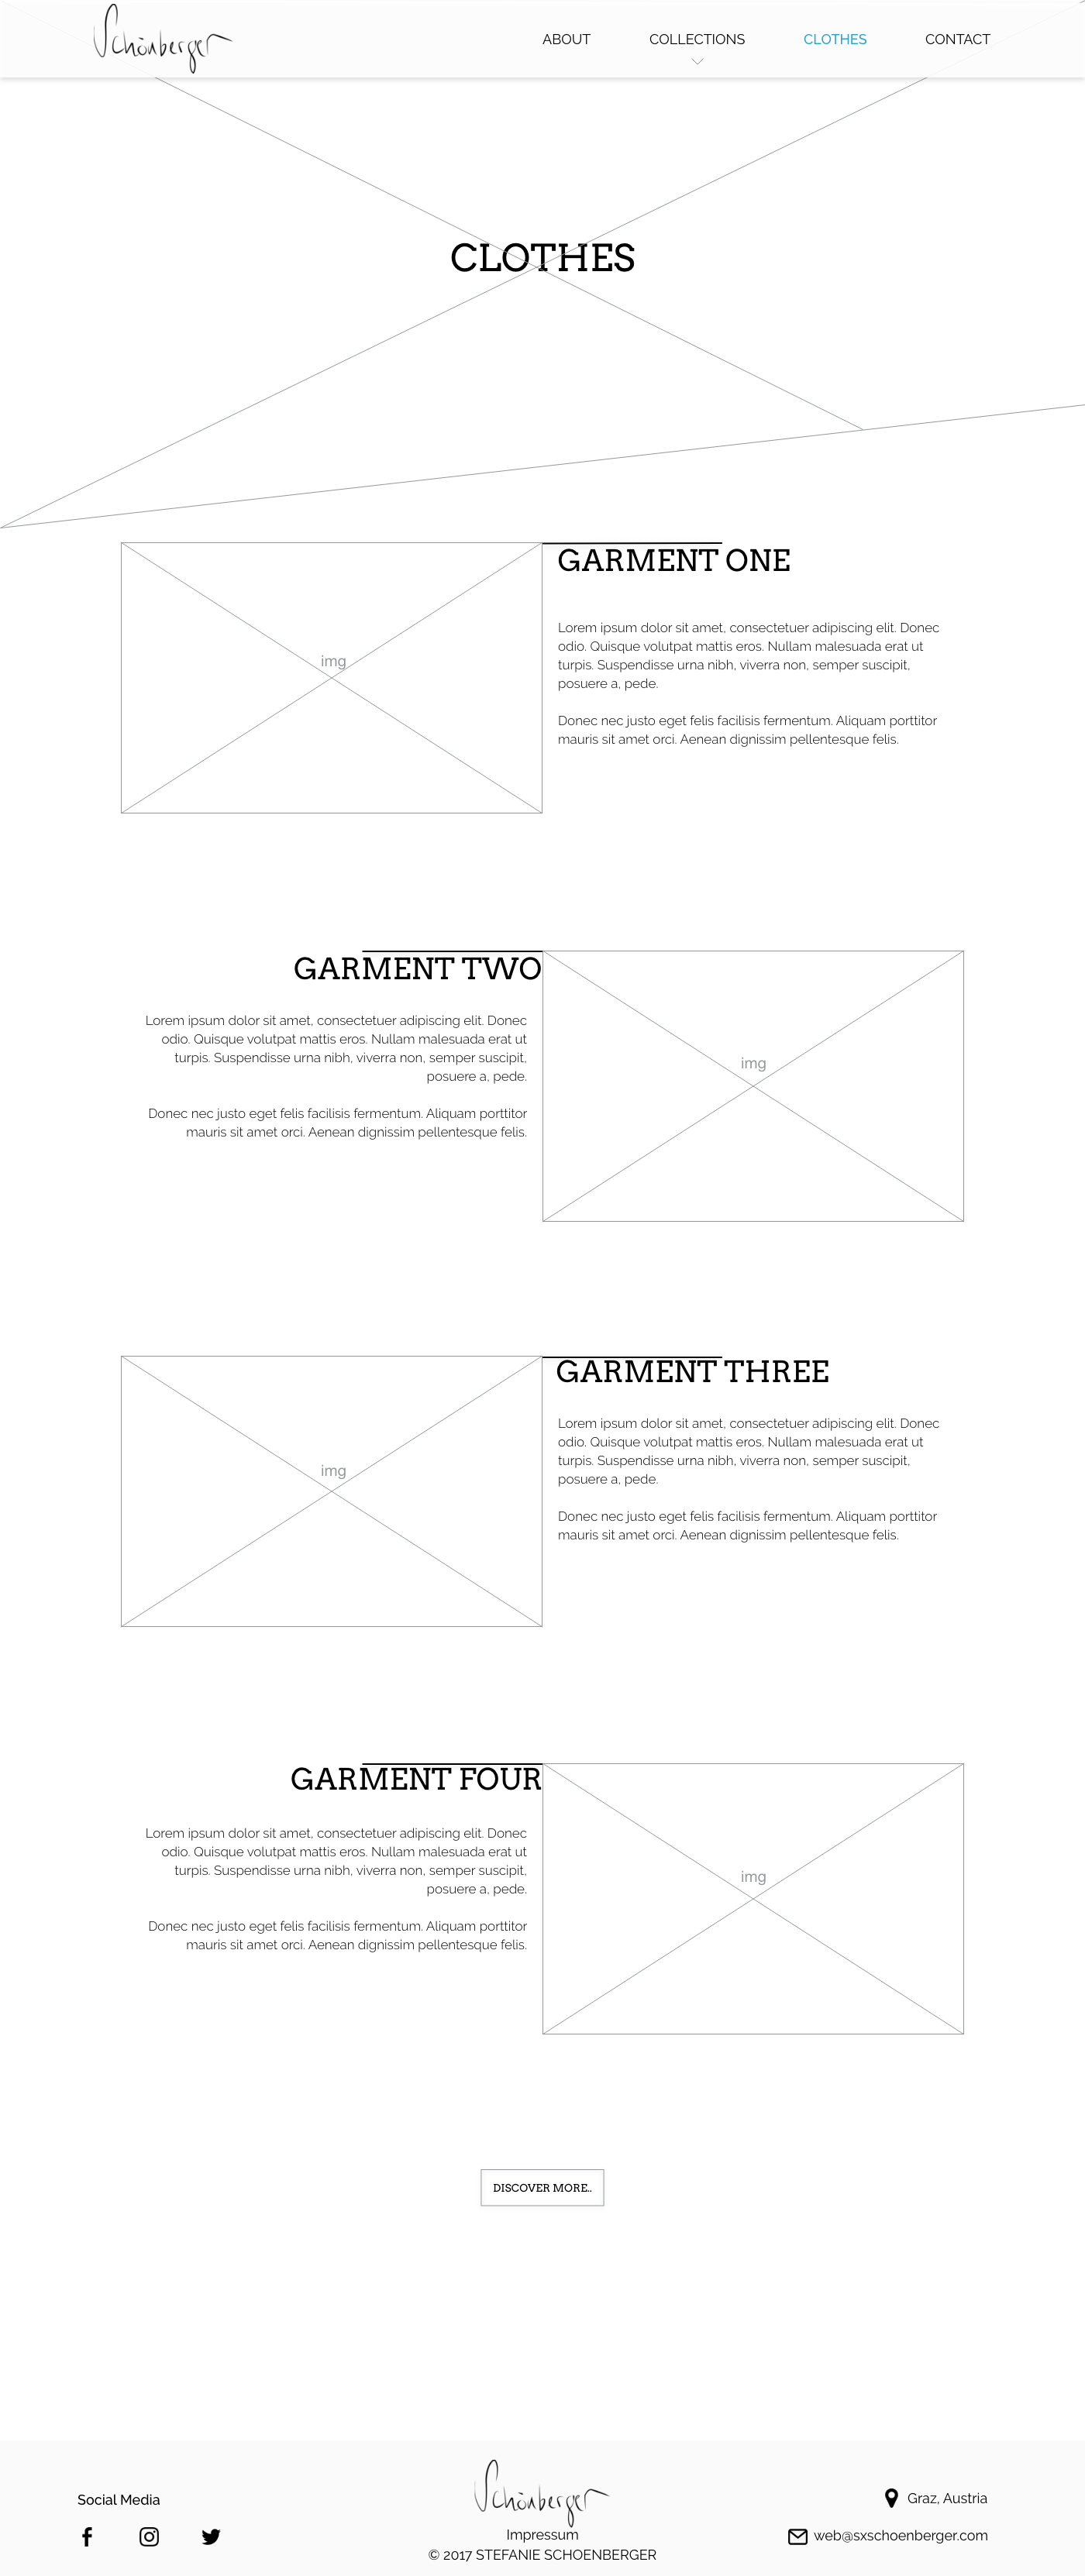 Schönberger
ABOUT COLLECTIONS CLOTHES CONTACT
CLOTHES
img
GARMENT ONE
Lorem ipsum dolor sit amet, consectetuer adipiscing elit. Donec
odio. Quisque volutpat mattis eros. Nullam malesuada erat ut
turpis. Suspendisse urna nibh, viverra non, semper suscipit,
posuere a, pede.
Donec nec justo eget felis facilisis fermentum. Aliquam porttitor
mauris sit amet orci. Aenean dignissim pellentesque felis.
GARMENT TWO
Lorem ipsum dolor sit amet, consectetuer adipiscing elit. Donec
odio. Quisque volutpat mattis eros. Nullam malesuada erat ut
turpis. Suspendisse urna nibh, viverra non, semper suscipit,
posuere a, pede.
Donec nec justo eget felis facilisis fermentum. Aliquam porttitor
mauris sit amet orci. Aenean dignissim pellentesque felis.
img
img
GARMENT THREE
Lorem ipsum dolor sit amet, consectetuer adipiscing elit. Donec
odio. Quisque volutpat mattis eros. Nullam malesuada erat ut
turpis. Suspendisse urna nibh, viverra non, semper suscipit,
posuere a, pede.
Donec nec justo eget felis facilisis fermentum. Aliquam porttitor
mauris sit amet orci. Aenean dignissim pellentesque felis.
GARMENT FOUR
Lorem ipsum dolor sit amet, consectetuer adipiscing elit. Donec
odio. Quisque volutpat mattis eros. Nullam malesuada erat ut
turpis. Suspendisse urna nibh, viverra non, semper suscipit,
posuere a, pede.
Donec nec justo eget felis facilisis fermentum. Aliquam porttitor
mauris sit amet orci. Aenean dignissim pellentesque felis.
img
DISCOVER MORE..
Social Media
Schönberger
Impressum
© 2017 STEFANIE SCHOENBERGER
Graz, Austria
web@sxschoenberger.com